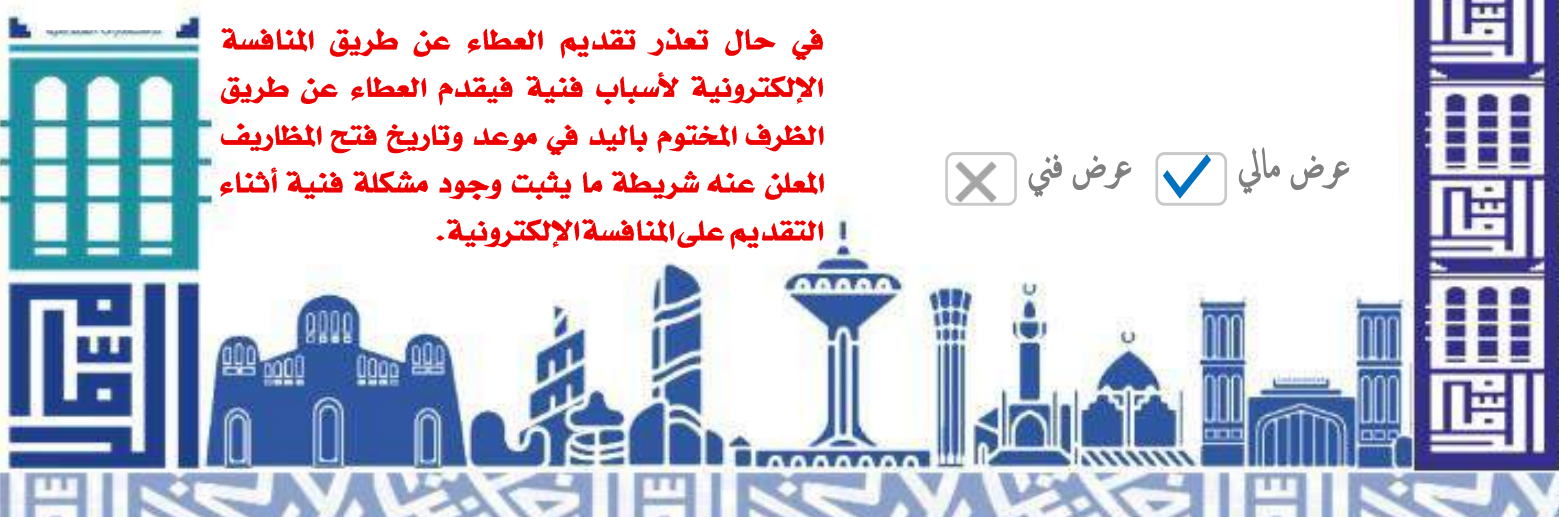 في حال تعذر تقديم العطاء عن طريق المنافسة
الإلكترونية لأسباب فنية فيقدم العطاء عن طريق
الظرف المختوم باليد في موعد وتاريخ فتح المظاريف
المعلن عنه شريطة ما يثبت وجود مشكلة فنية أثناء
التقديم على المنافسة الإلكترونية.
عرض مالي عرض فني